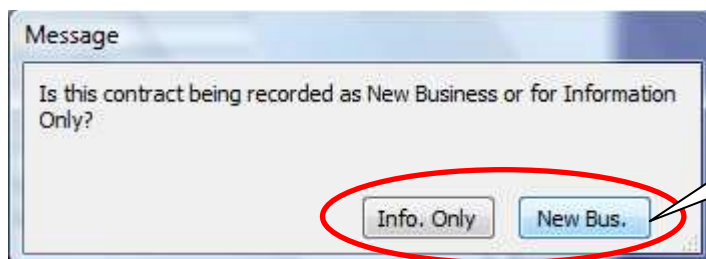 Message
Is this contract being recorded as New Business or for Information
Only?
Info. Only New Bus.